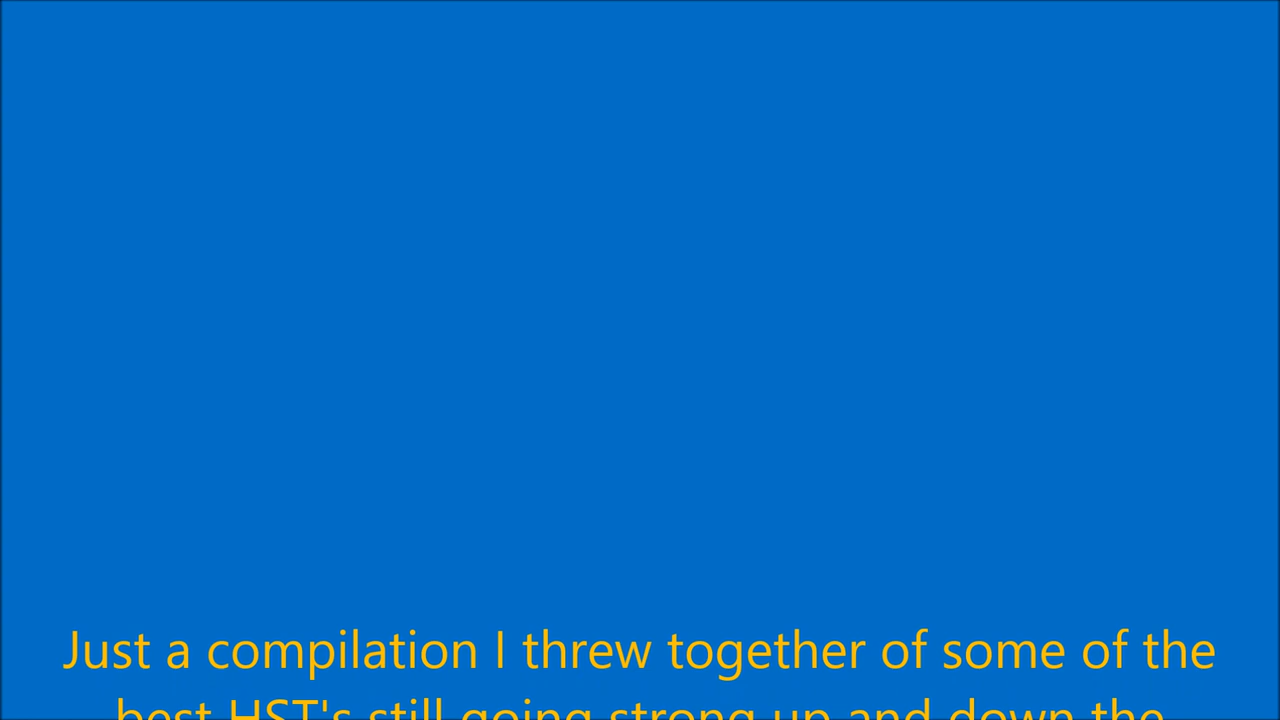 Just a compilation I threw together of some of the
best HST's still going strong up and down the